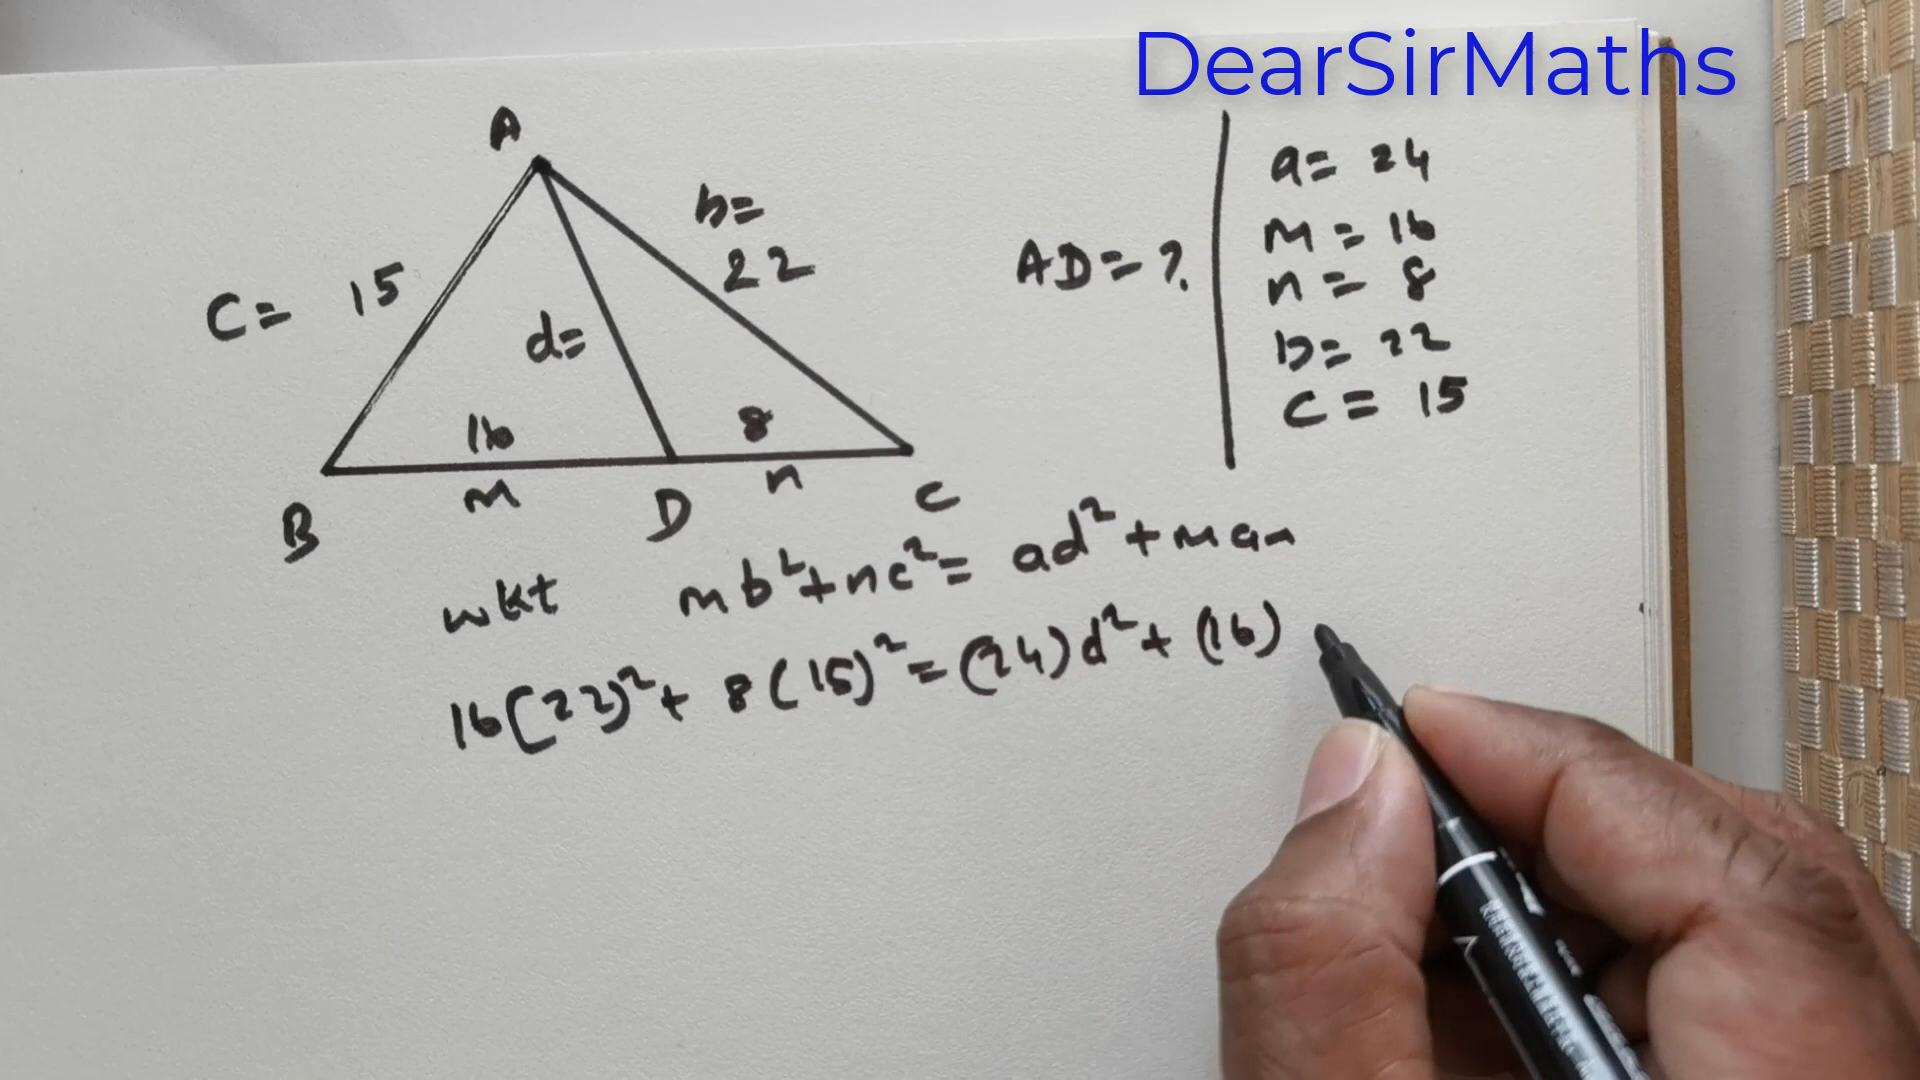 DearSirMaths
A
b=
22
C= 15
d=
16
8
m
n
B
D
C
AD=?
a= 24
m= 16
n= 8
b= 22
c= 15
wkt mb²+nc²= ad²+man
16(22)²+ 8(15)²=(24)d²+(16)